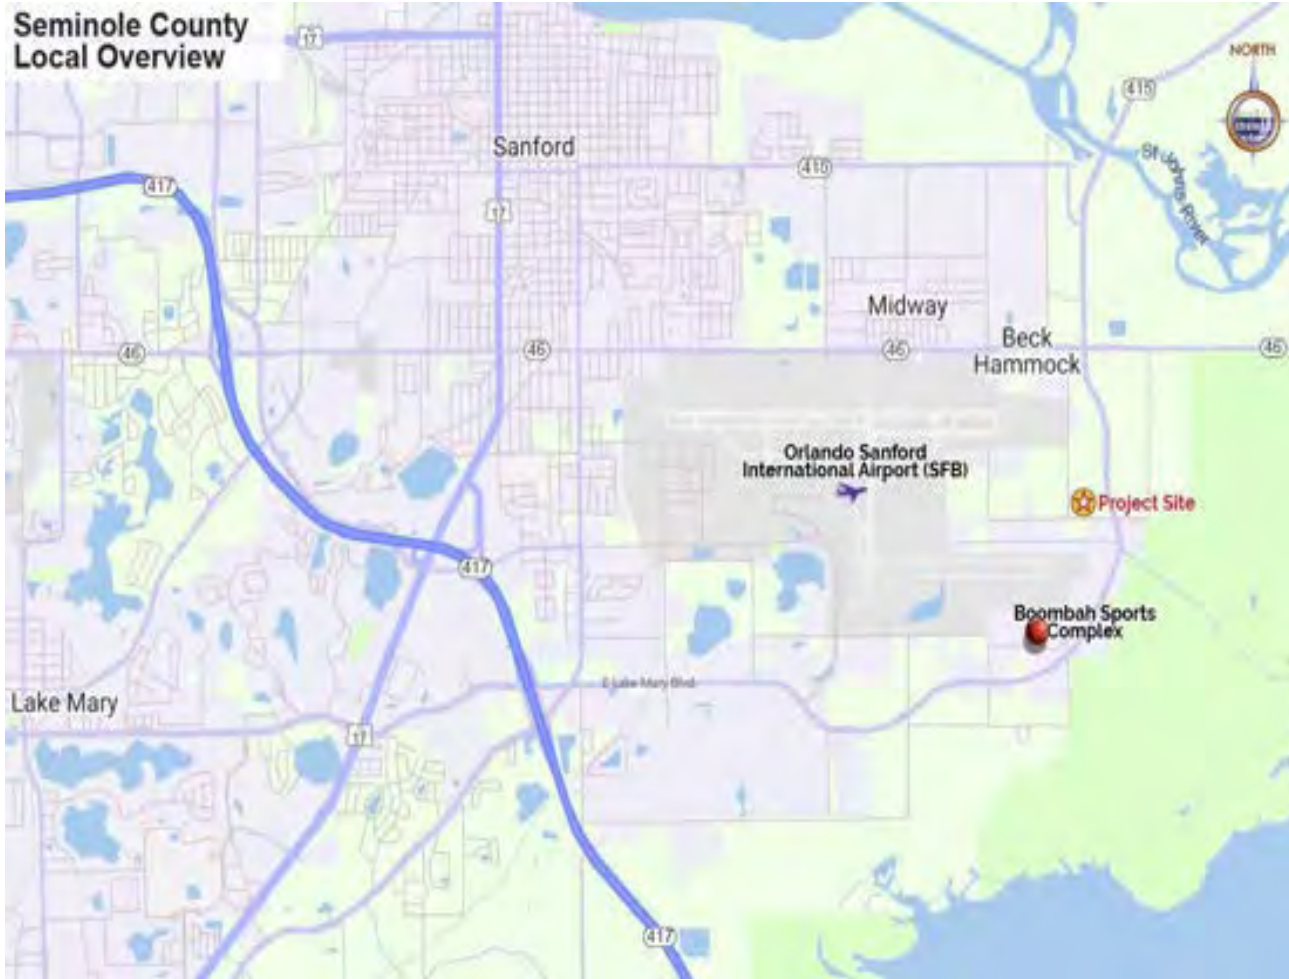 Seminole County
Local Overview
17
NORTH
415
Sanford
St Johns River
417
17
Midway
Beck
Hammock
46
46
46
46
Orlando Sanford
International Airport (SFB)
Project Site
417
Boombah Sports
Complex
E Lake Mary Blvd
Lake Mary
17
417